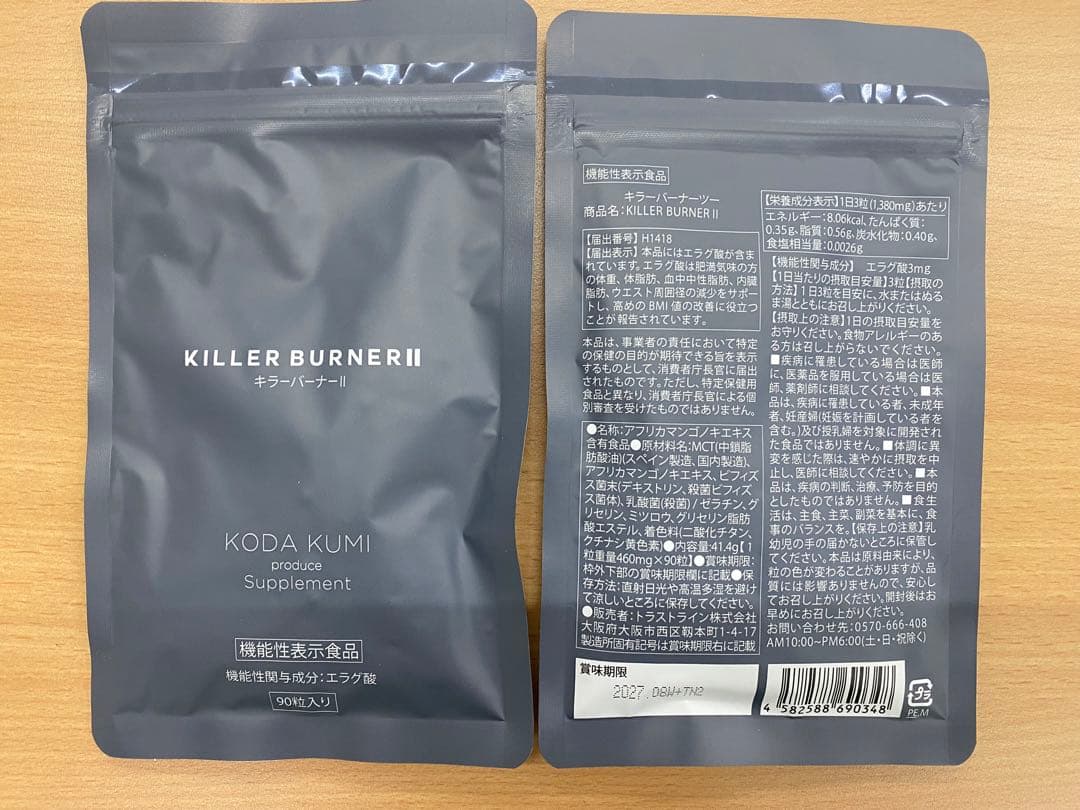 KILLER BURNERⅡ
キラーバーナーⅡ
KODA KUMI
produce
Supplement
機能性表示食品
機能性関与成分：エラグ酸
90粒入り
機能性表示食品
キラーバーナーツー
商品名：KILLER BURNERⅡ
【届出番号】H1418
【届出表示】本品にはエラグ酸が含ま
れています。エラグ酸は肥満気味の方
の体重、体脂肪、血中中性脂肪、内臓
脂肪、ウエスト周囲径の減少をサポー
トし、高めのBMI値の改善に役立つ
ことが報告されています。
本品は、事業者の責任において特定
の保健の目的が期待できる旨を表示
するものとして、消費者庁長官に届出
されたものです。ただし、特定保健用
食品と異なり、消費者庁長官による個
別審査を受けたものではありません。
●名称：アフリカマンゴノキエキス
含有食品●原材料名：MCT(中鎖脂
肪酸油)(スペイン製造、国内製造)、
アフリカマンゴノキエキス、ビフィズ
ス菌末(デキストリン、殺菌ビフィズ
ス菌体)、乳酸菌(殺菌)/ゼラチン、グ
リセリン、ミツロウ、グリセリン脂肪
酸エステル、着色料(二酸化チタン、
クチナシ黄色素)●内容量：41.4g【1
粒重量460mg×90粒】●賞味期限：
枠外下部の賞味期限欄に記載●保
存方法：直射日光や高温多湿を避け
て涼しいところに保存してください。
●販売者：トラストライン株式会社
大阪府大阪市西区靱本町1-4-17
製造所固有記号は賞味期限右に記載
【栄養成分表示】1日3粒(1,380mg)あたり
エネルギー：8.06kcal、たんぱく質：
0.35g、脂質：0.56g、炭水化物：0.40g、
食塩相当量：0.0026g
【機能性関与成分】 エラグ酸3mg
【1日当たりの摂取目安量】3粒【摂取の
方法】1日3粒を目安に、水またはぬる
ま湯とともにお召し上がりください。
【摂取上の注意】1日の摂取目安量を
お守りください。食物アレルギーのあ
る方は召し上がらないでください。
■疾病に罹患している場合は医師
に、医薬品を服用している場合は医
師、薬剤師に相談してください。■本
品は、疾病に罹患している者、未成年
者、妊産婦(妊娠を計画している者を
含む。)及び授乳婦を対象に開発され
た食品ではありません。■体調に異
変を感じた際は、速やかに摂取を中
止し、医師に相談してください。■本
品は、疾病の診断、治療、予防を目的
としたものではありません。■食生
活は、主食、主菜、副菜を基本に、食
事のバランスを。【保存上の注意】乳
幼児の手の届かないところに保管し
てください。本品は原料由来により、
粒の色が変わることがありますが、品
質には影響ありませんので、安心し
てお召し上がりください。開封後はお
早めにお召し上がりください。
お問い合わせ先：0570-666-408
AM10:00~PM6:00(土・日・祝除く)
賞味期限
2027.08W+TN2
4 582588 690348
プラ
PE,M